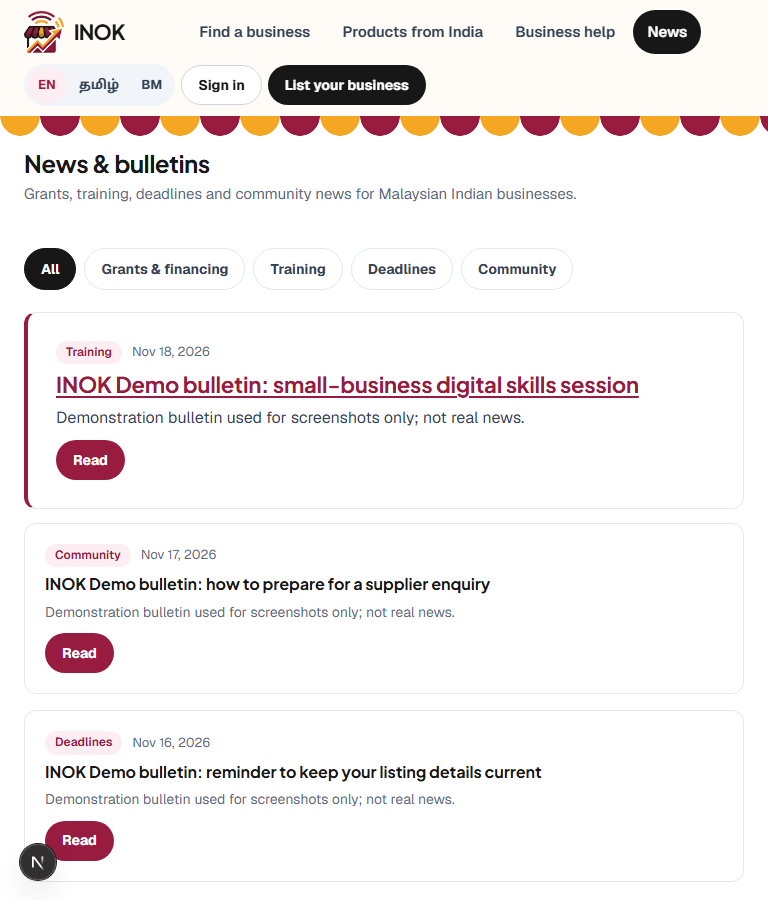 INOK
Find a business
Products from India
Business help
News
EN
தமிழ்
BM
Sign in
List your business
News & bulletins
Grants, training, deadlines and community news for Malaysian Indian businesses.
All
Grants & financing
Training
Deadlines
Community
Training Nov 18, 2026
INOK Demo bulletin: small-business digital skills session
Demonstration bulletin used for screenshots only; not real news.
Read
Community Nov 17, 2026
INOK Demo bulletin: how to prepare for a supplier enquiry
Demonstration bulletin used for screenshots only; not real news.
Read
Deadlines Nov 16, 2026
INOK Demo bulletin: reminder to keep your listing details current
Demonstration bulletin used for screenshots only; not real news.
Read
N